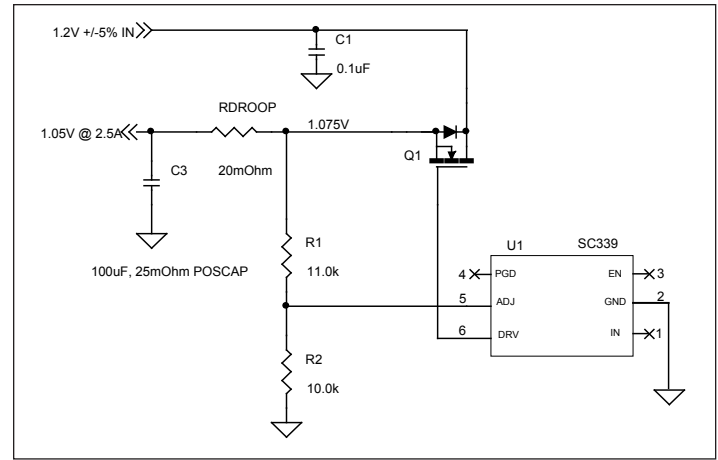 1.2V +/-5% IN
C1
0.1uF
RDROOP
1.05V @ 2.5A
1.075V
Q1
C3
20mOhm
U1 SC339
R1
100uF, 25mOhm POSCAP
11.0k
4 PGD EN 3
5 ADJ GND 2
6 DRV IN 1
R2
10.0k